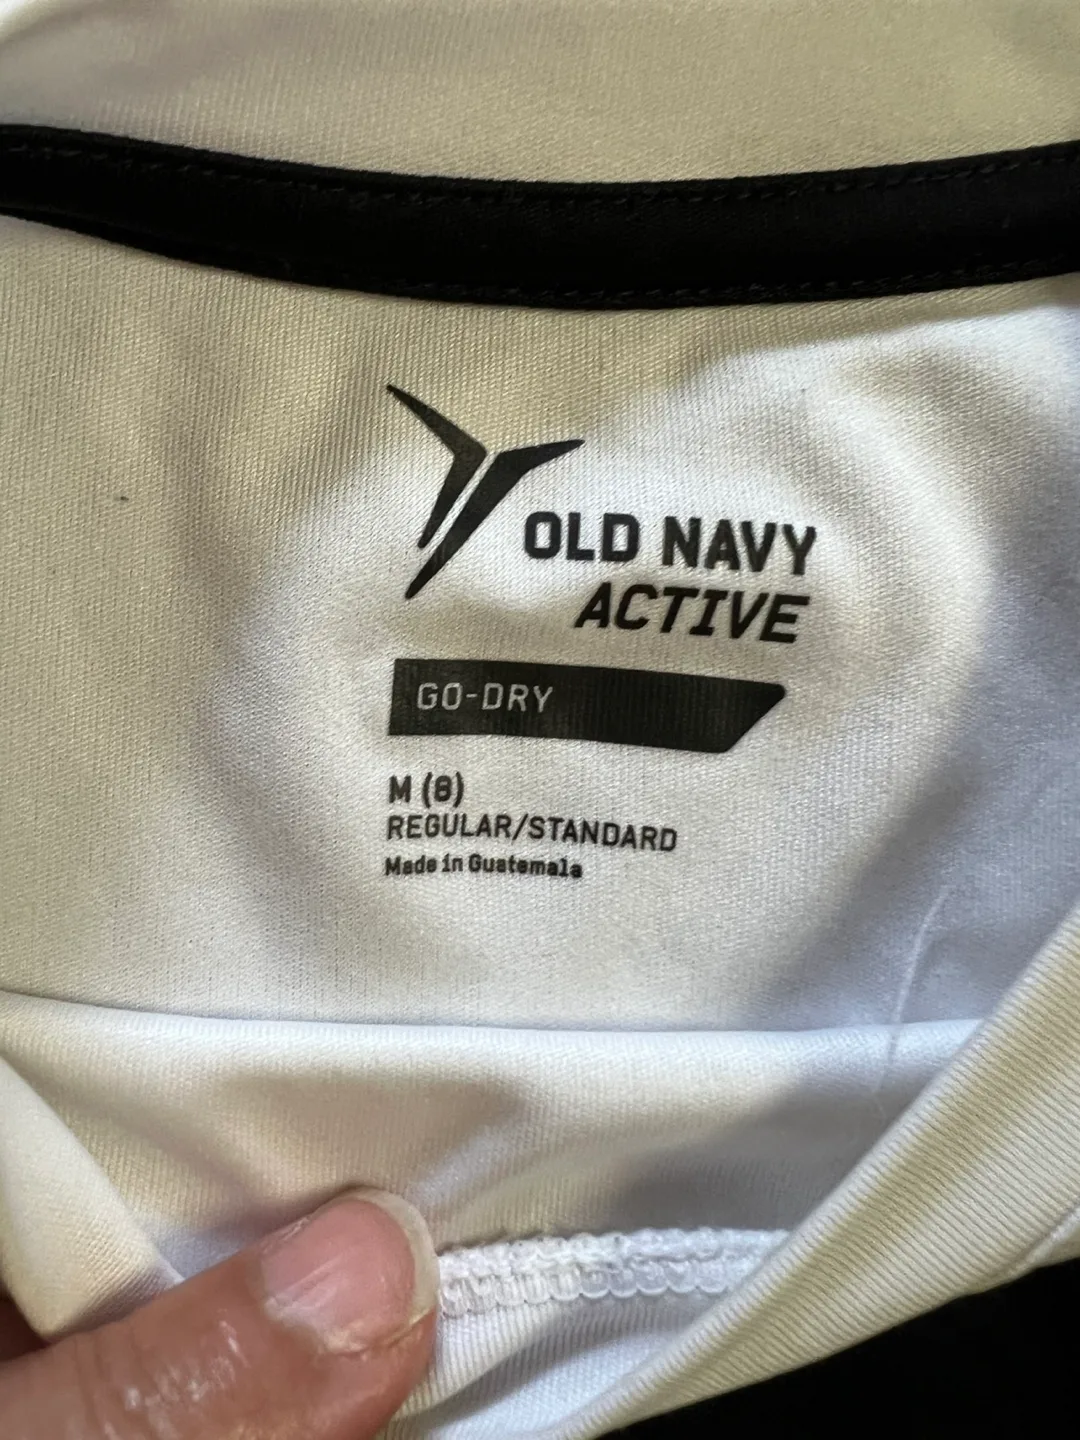 OLD NAVY
ACTIVE
GO-DRY
M (8)
REGULAR/STANDARD
Made in Guatemala